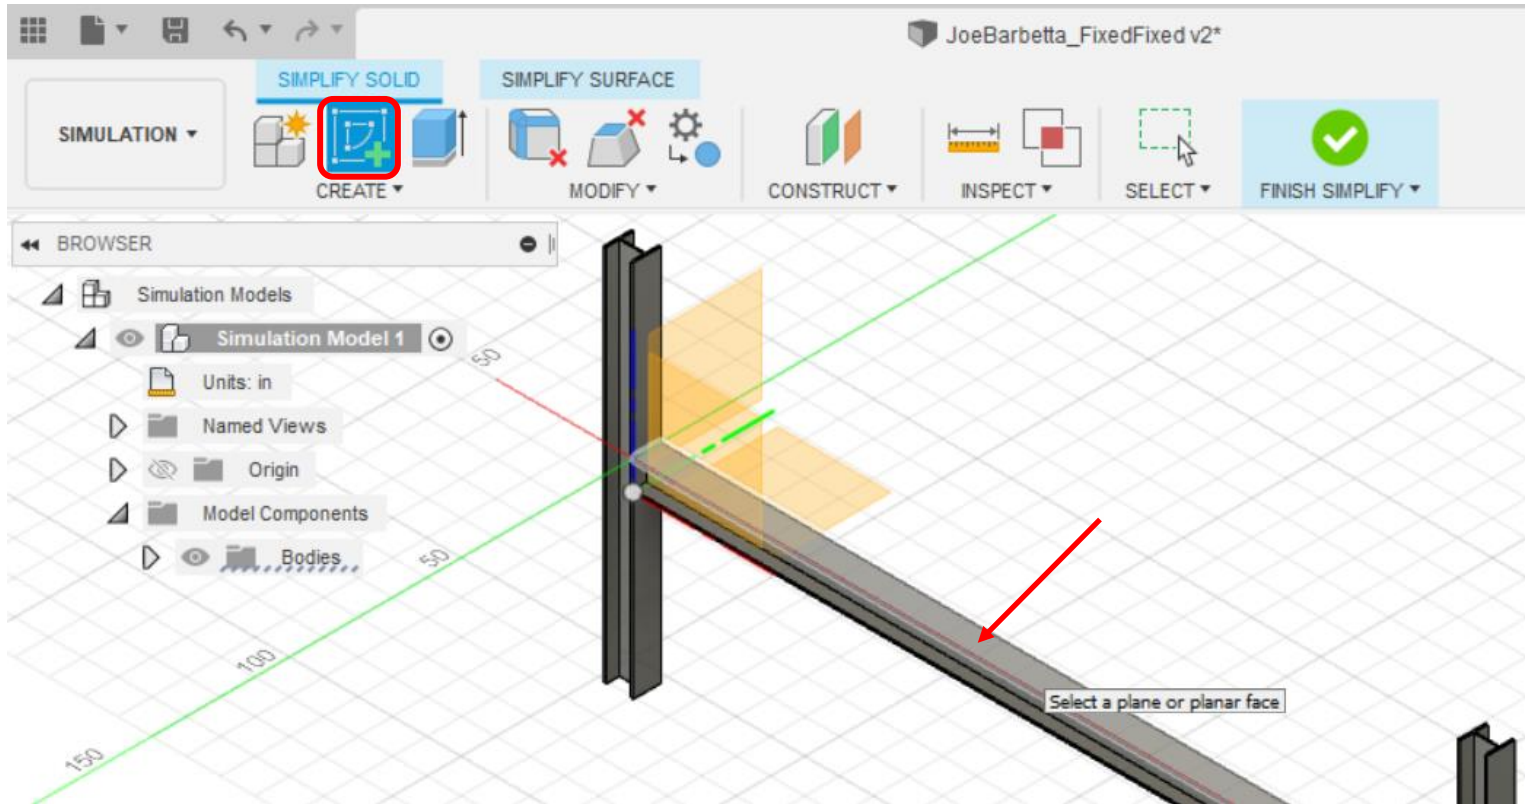 JoeBarbetta_FixedFixed v2*
SIMPLIFY SOLID
SIMPLIFY SURFACE
SIMULATION
CREATE
MODIFY
CONSTRUCT
INSPECT
SELECT
FINISH SIMPLIFY
BROWSER
Simulation Models
Simulation Model 1
Units: in
Named Views
Origin
Model Components
Bodies
50
50
100
150
Select a plane or planar face